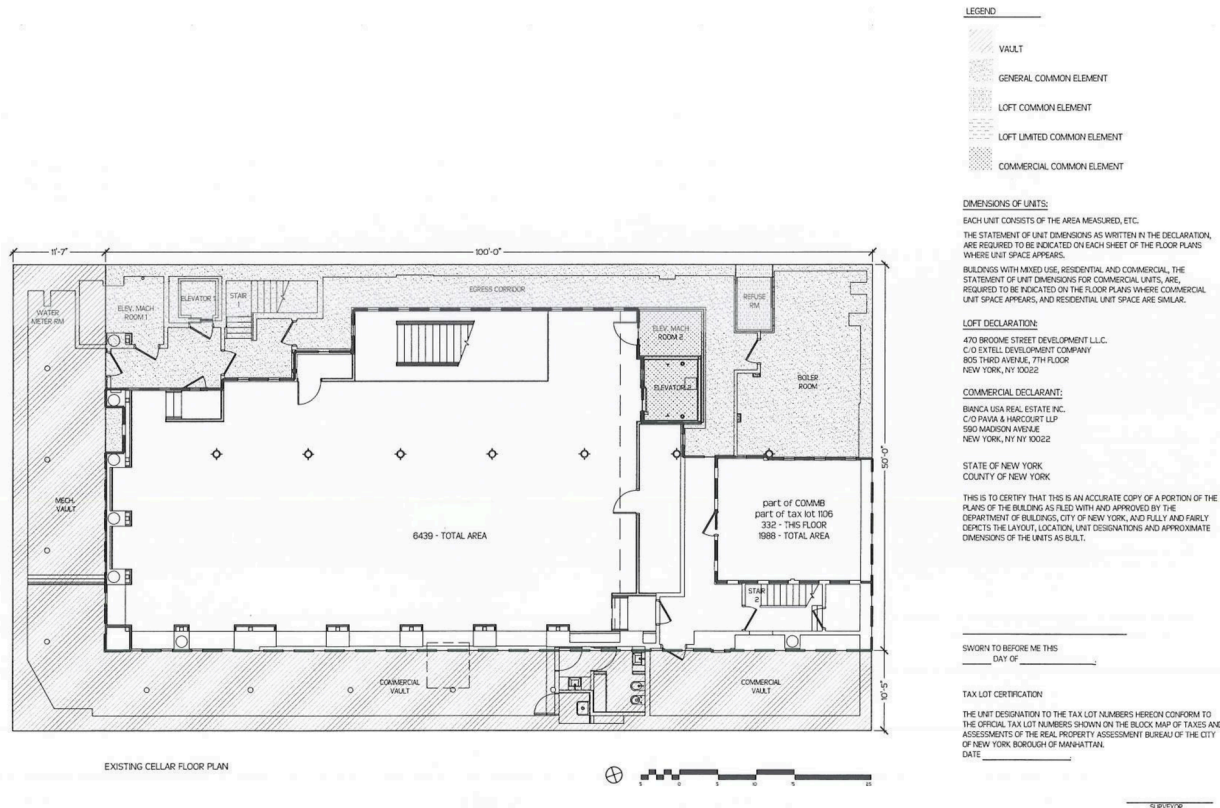 LEGEND
VAULT
GENERAL COMMON ELEMENT
LOFT COMMON ELEMENT
LOFT LIMITED COMMON ELEMENT
COMMERCIAL COMMON ELEMENT
DIMENSIONS OF UNITS:
EACH UNIT CONSISTS OF THE AREA MEASURED, ETC.
THE STATEMENT OF UNIT DIMENSIONS AS WRITTEN IN THE DECLARATION,
ARE REQUIRED TO BE INDICATED ON EACH SHEET OF THE FLOOR PLANS
WHERE UNIT SPACE APPEARS.
BUILDINGS WITH MIXED USE, RESIDENTIAL AND COMMERCIAL, THE
STATEMENT OF UNIT DIMENSIONS FOR COMMERCIAL UNITS, ARE,
REQUIRED TO BE INDICATED ON THE FLOOR PLANS WHERE COMMERCIAL
UNIT SPACE APPEARS, AND RESIDENTIAL UNIT SPACE ARE SIMILAR.
LOFT DECLARATION:
470 BROOME STREET DEVELOPMENT L.L.C.
C/O EXTELL DEVELOPMENT COMPANY
805 THIRD AVENUE, 7TH FLOOR
NEW YORK, NY 10022
COMMERCIAL DECLARANT:
BIANCA USA REAL ESTATE INC.
C/O PAVIA & HARCOURT LLP
590 MADISON AVENUE
NEW YORK, NY NY 10022
STATE OF NEW YORK
COUNTY OF NEW YORK
THIS IS TO CERTIFY THAT THIS IS AN ACCURATE COPY OF A PORTION OF THE
PLANS OF THE BUILDING AS FILED WITH AND APPROVED BY THE
DEPARTMENT OF BUILDINGS, CITY OF NEW YORK, AND FULLY AND FAIRLY
DEPICTS THE LAYOUT, LOCATION, UNIT DESIGNATIONS AND APPROXIMATE
DIMENSIONS OF THE UNITS AS BUILT.
SWORN TO BEFORE ME THIS
DAY OF
TAX LOT CERTIFICATION
THE UNIT DESIGNATION TO THE TAX LOT NUMBERS HEREON CONFORM TO
THE OFFICIAL TAX LOT NUMBERS SHOWN ON THE BLOCK MAP OF TAXES AND
ASSESSMENTS OF THE REAL PROPERTY ASSESSMENT BUREAU OF THE CITY
OF NEW YORK BOROUGH OF MANHATTAN.
DATE
SURVEYOR
11'-7"
100'-0"
WATER
METER RM
ELEV. MACH
ROOM 1
ELEVATOR 1
STAIR
1
EGRESS CORRIDOR
ELEV. MACH
ROOM 2
REFUSE
RM
ELEVATOR 2
BOILER
ROOM
50'-0"
MECH.
VAULT
6439 - TOTAL AREA
part of COMMB
part of tax lot 1106
332 - THIS FLOOR
1988 - TOTAL AREA
STAIR
2
COMMERCIAL
VAULT
COMMERCIAL
VAULT
10'-5"
EXISTING CELLAR FLOOR PLAN
5 0 5 10 15 25